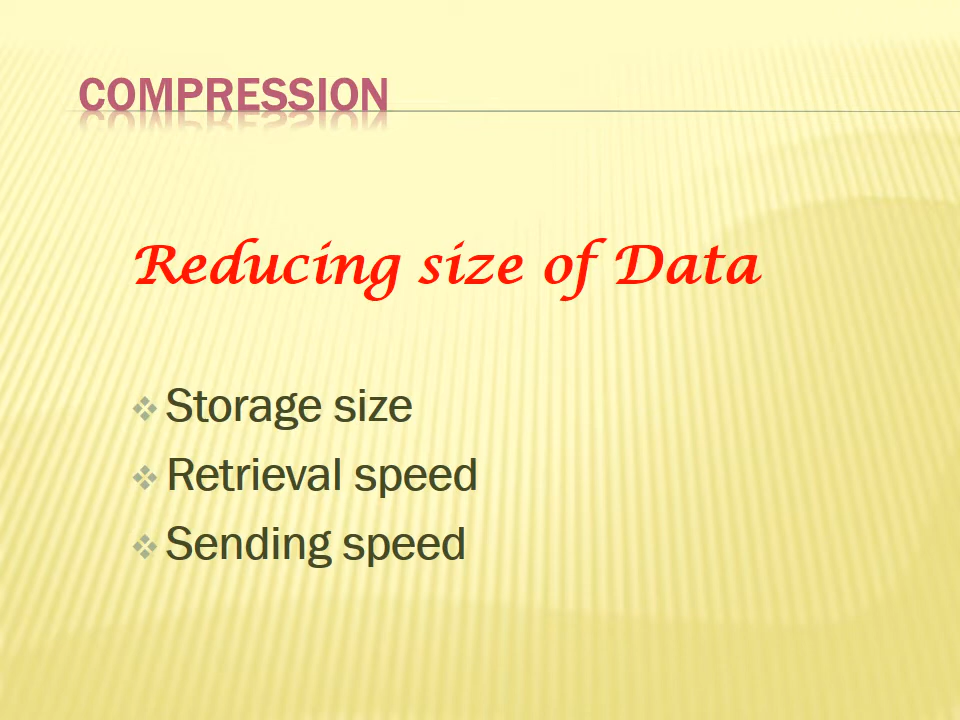 COMPRESSION
Reducing size of Data
Storage size
Retrieval speed
Sending speed